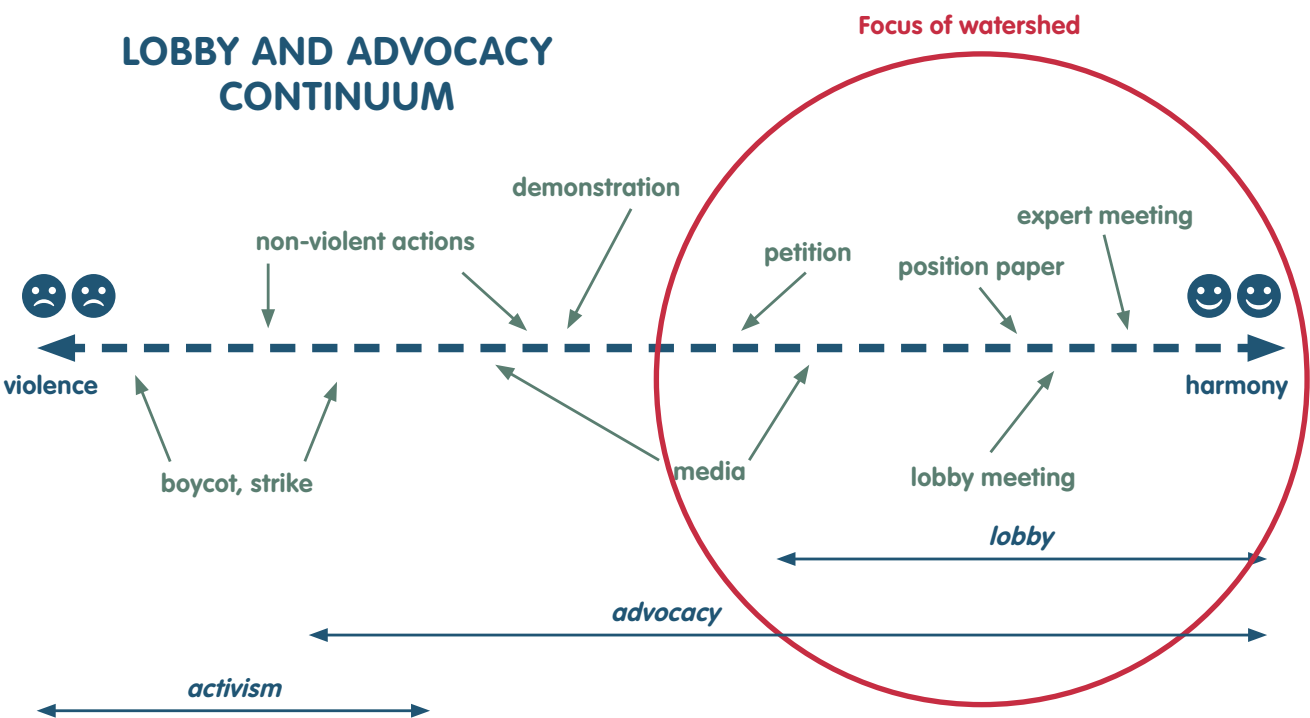 Focus of watershed
LOBBY AND ADVOCACY
CONTINUUM
demonstration
non-violent actions
expert meeting
petition
position paper
violence
harmony
boycot, strike
media
lobby meeting
lobby
advocacy
activism